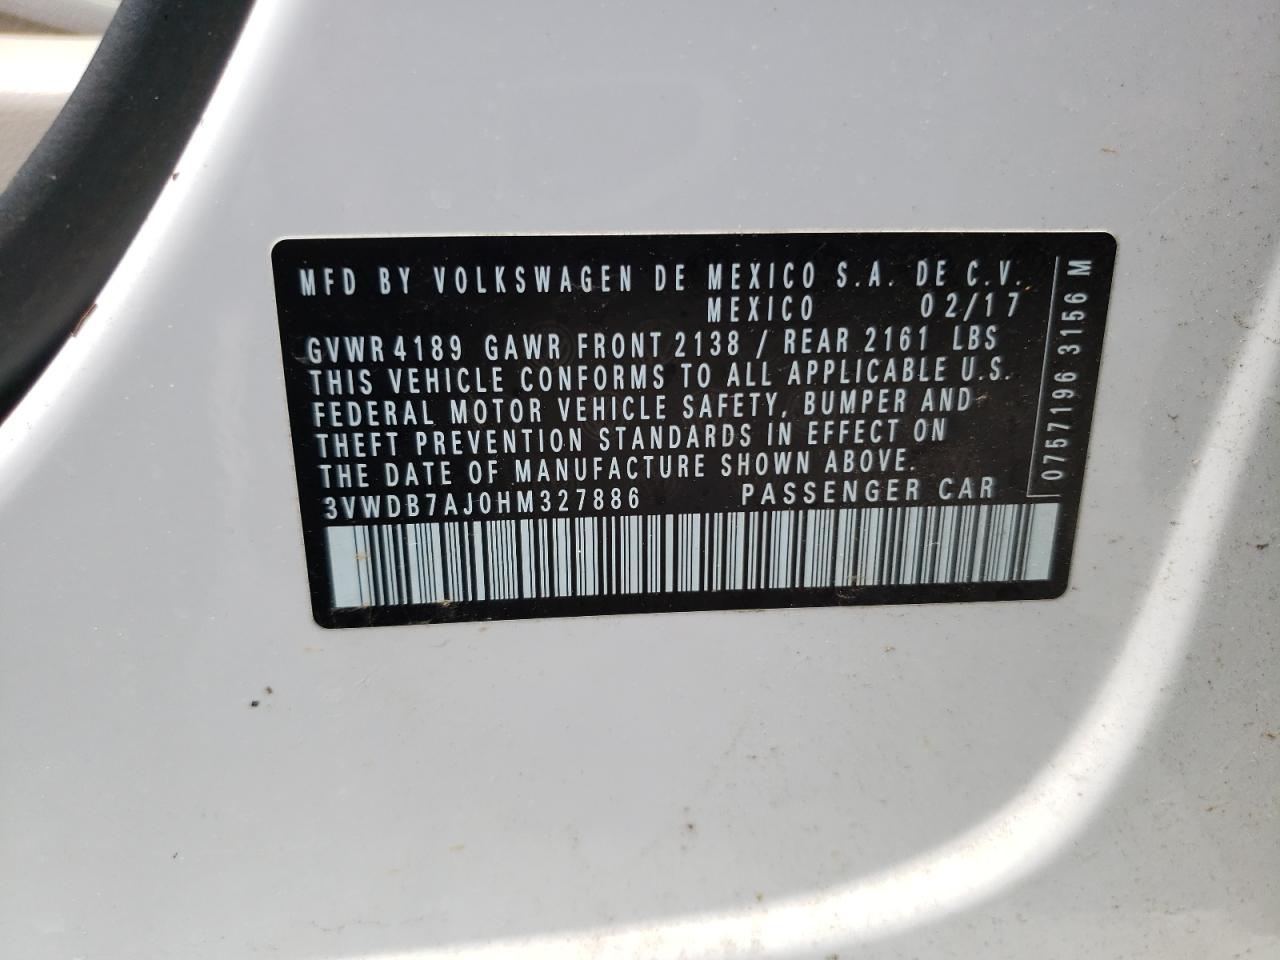 MFD BY VOLKSWAGEN DE MEXICO S.A. DE C.V.
MEXICO 02/17
GVWR 4189 GAWR FRONT 2138 / REAR 2161 LBS
THIS VEHICLE CONFORMS TO ALL APPLICABLE U.S.
FEDERAL MOTOR VEHICLE SAFETY, BUMPER AND
THEFT PREVENTION STANDARDS IN EFFECT ON
THE DATE OF MANUFACTURE SHOWN ABOVE.
3VWDB7AJ0HM327886 PASSENGER CAR
0757196 3156 M